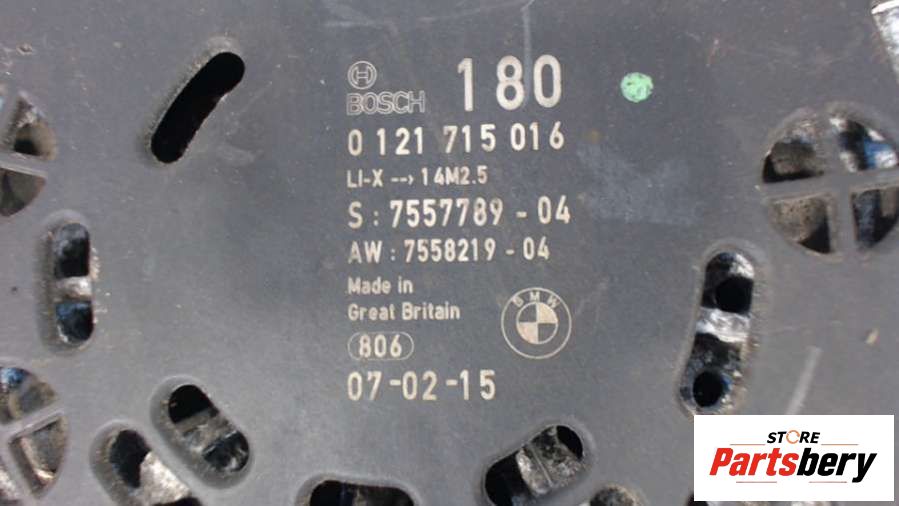 BOSCH 180
0 121 715 016
LI-X --> 14M2.5
S : 7557789 - 04
AW : 7558219 - 04
Made in
Great Britain
BMW
806
07-02-15
STORE
Partsbery